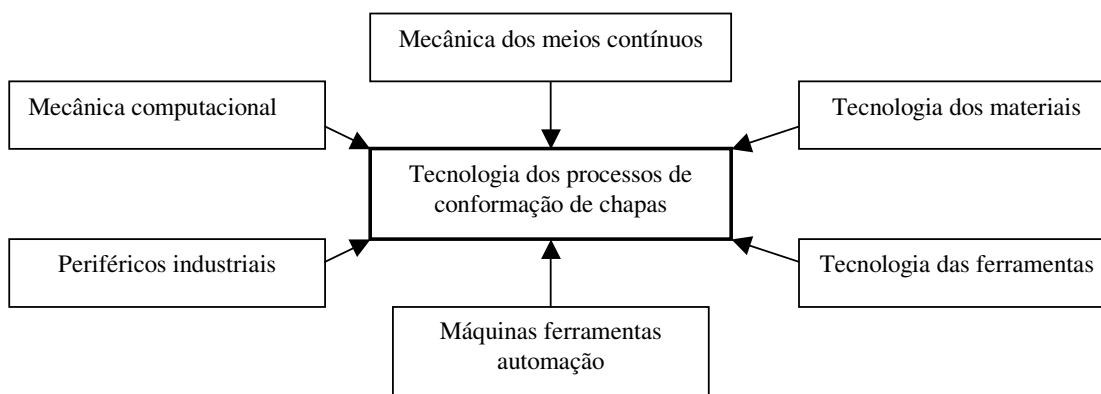 Mecânica dos meios contínuos
Mecânica computacional
Tecnologia dos materiais
Tecnologia dos processos de
conformação de chapas
Periféricos industriais
Tecnologia das ferramentas
Máquinas ferramentas
automação